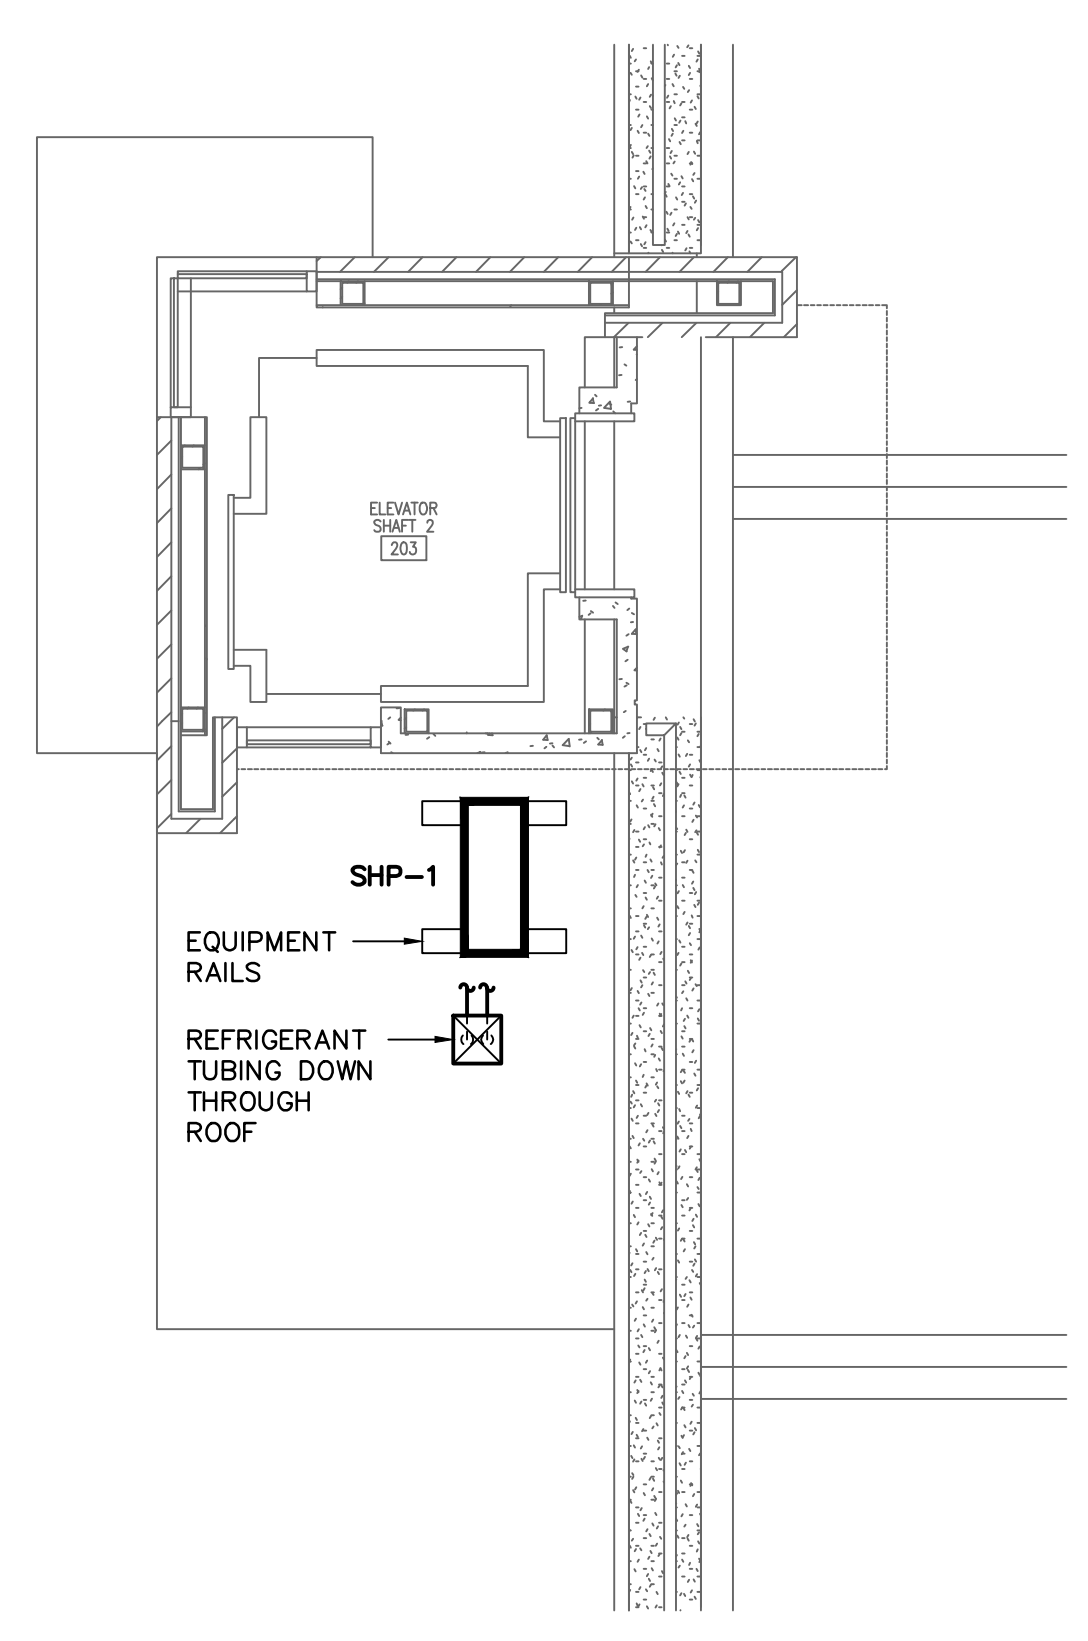 ELEVATOR
SHAFT 2
203
SHP-1
EQUIPMENT
RAILS
REFRIGERANT
TUBING DOWN
THROUGH
ROOF